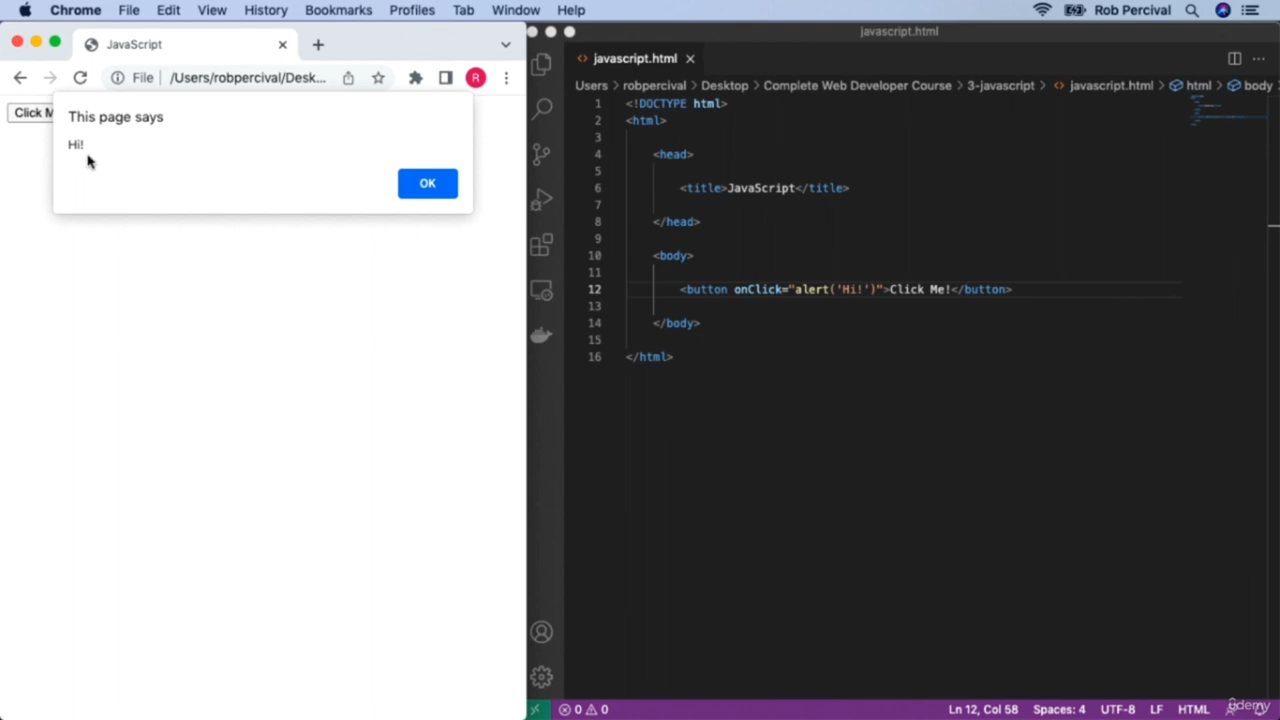 Chrome File Edit View History Bookmarks Profiles Tab Window Help Rob Percival
JavaScript
File /Users/robpercival/Desk...
R
Click M
This page says
Hi!
OK
javascript.html
javascript.html
Users > robpercival > Desktop > Complete Web Developer Course > 3-javascript > javascript.html > html > body
1 <!DOCTYPE html>
2 <html>
3
4 <head>
5
6 <title>JavaScript</title>
7
8 </head>
9
10 <body>
11
12 <button onClick="alert('Hi!')">Click Me!</button>
13
14 </body>
15
16 </html>
0 0 Ln 12, Col 58 Spaces: 4 UTF-8 LF HTML
ûdemy